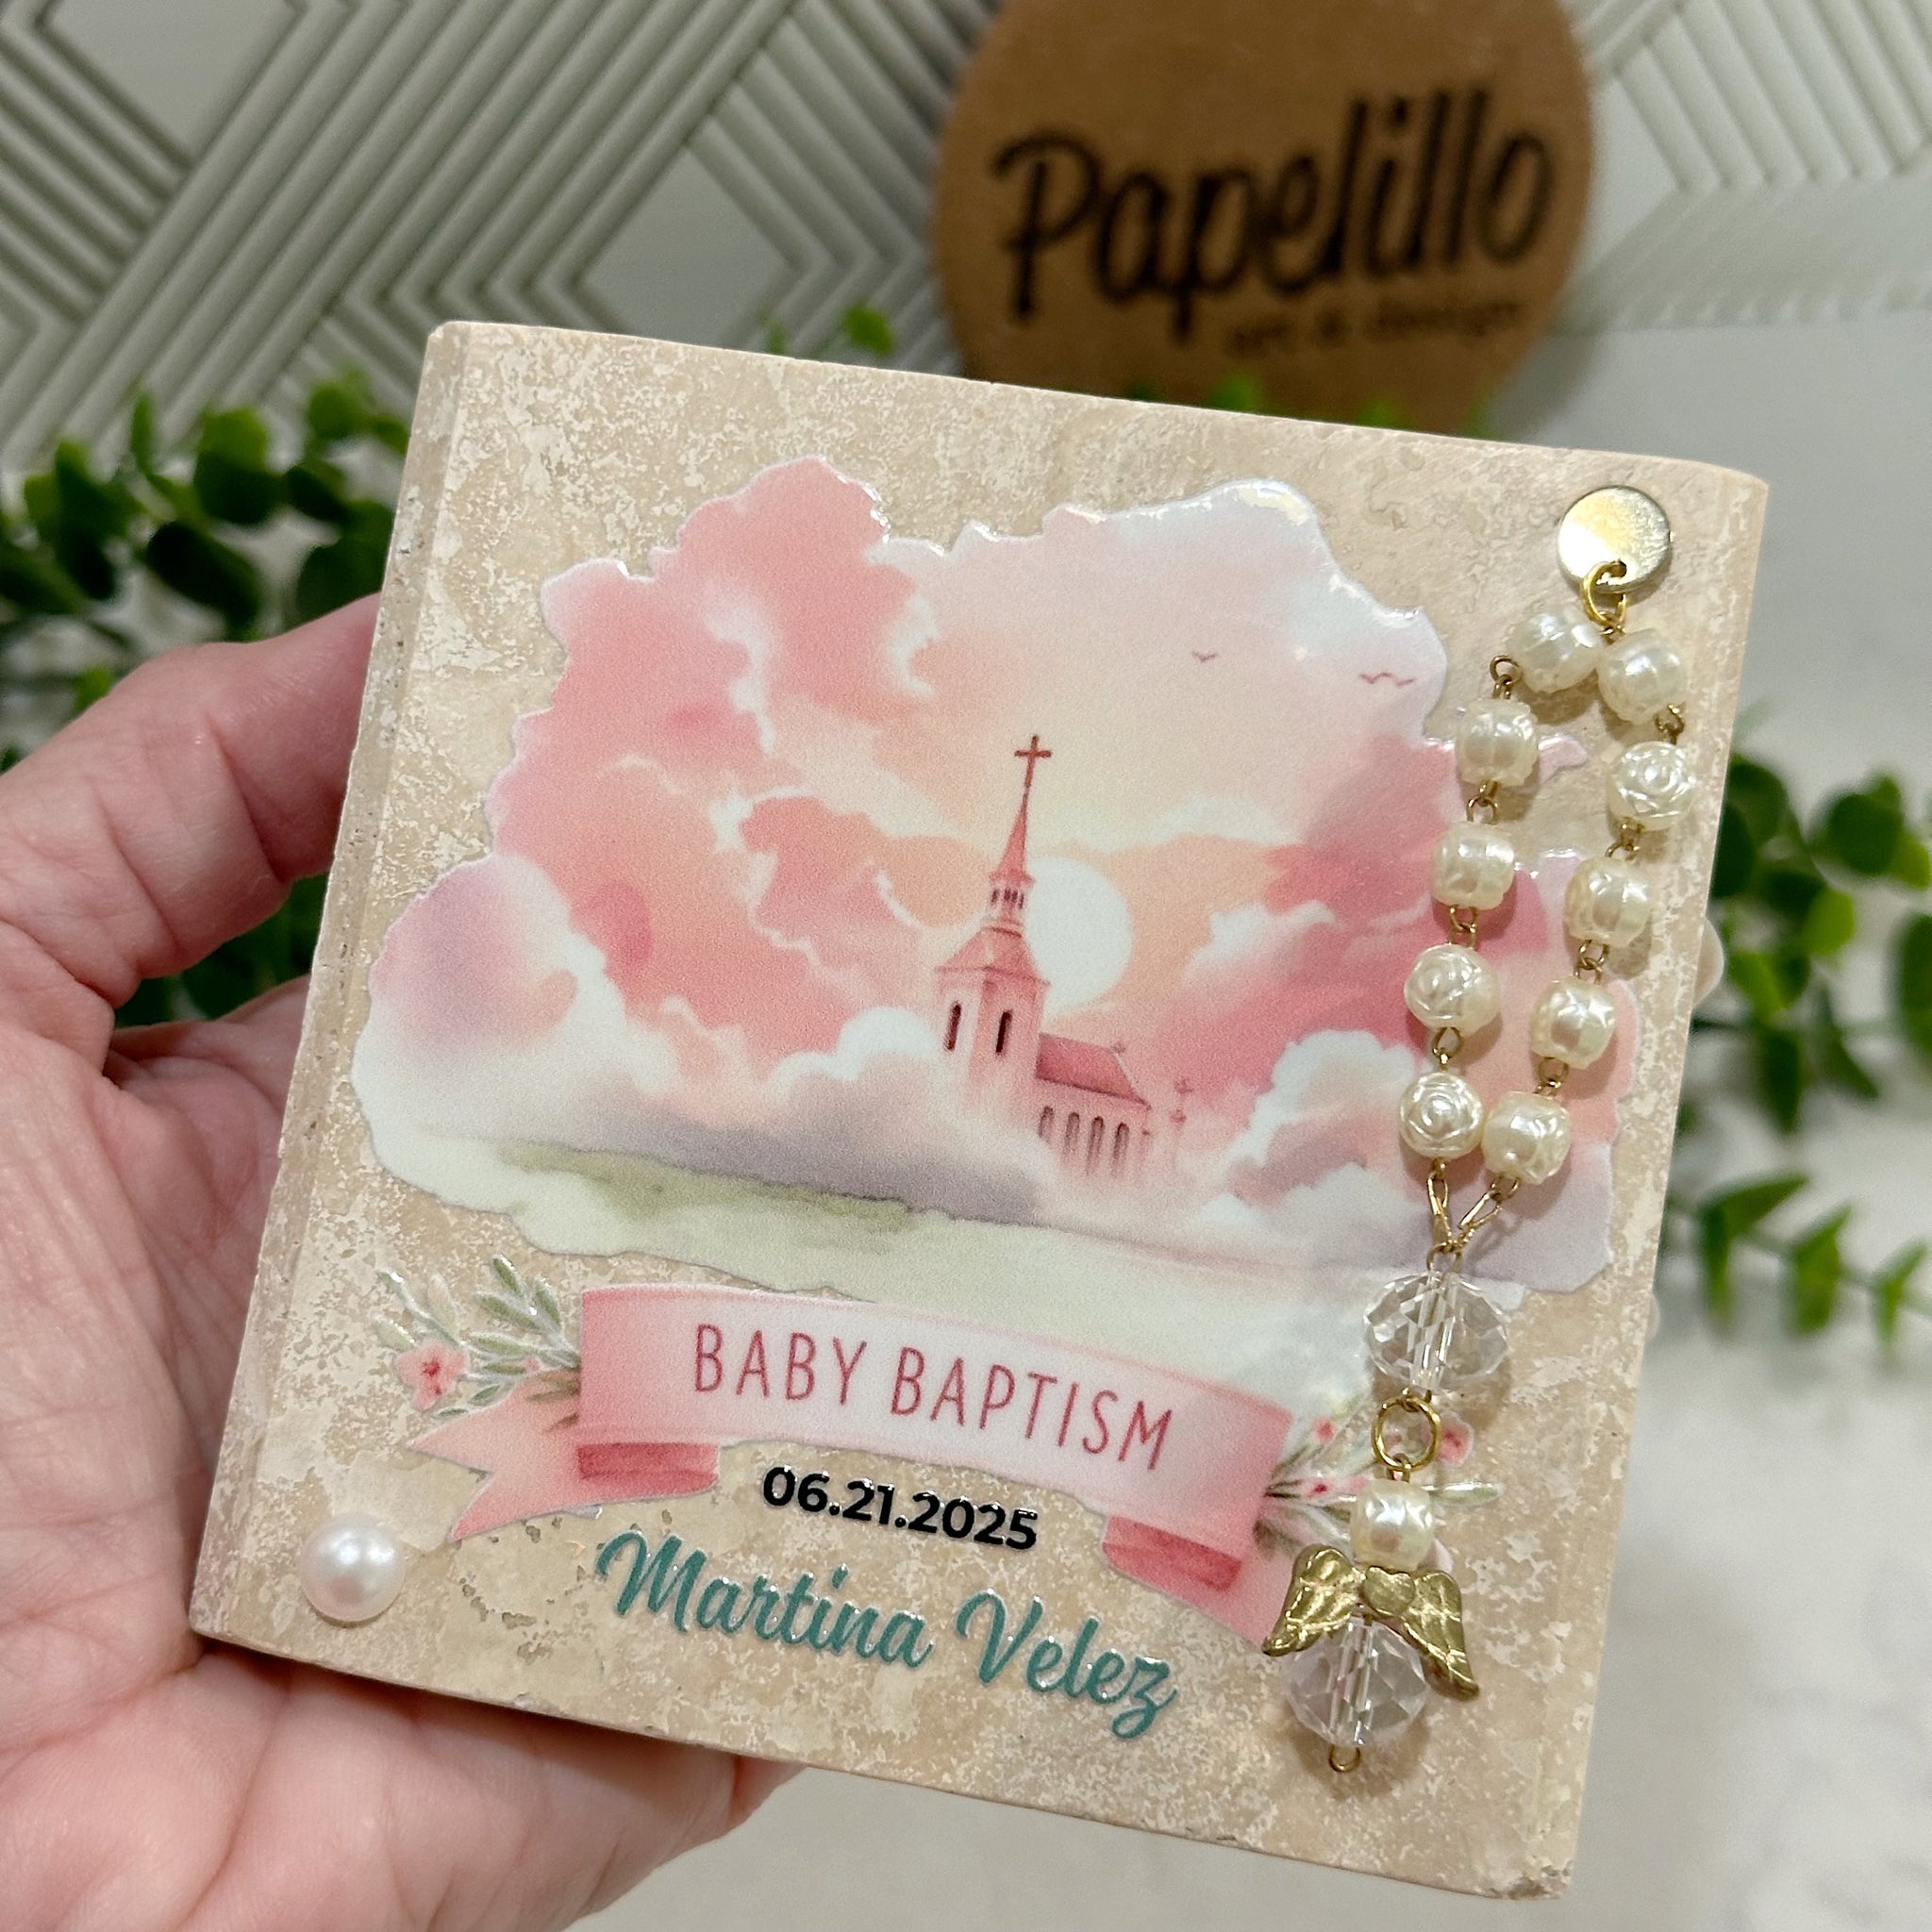 Papelillo
art & design
BABY BAPTISM
06.21.2025
Martina Velez